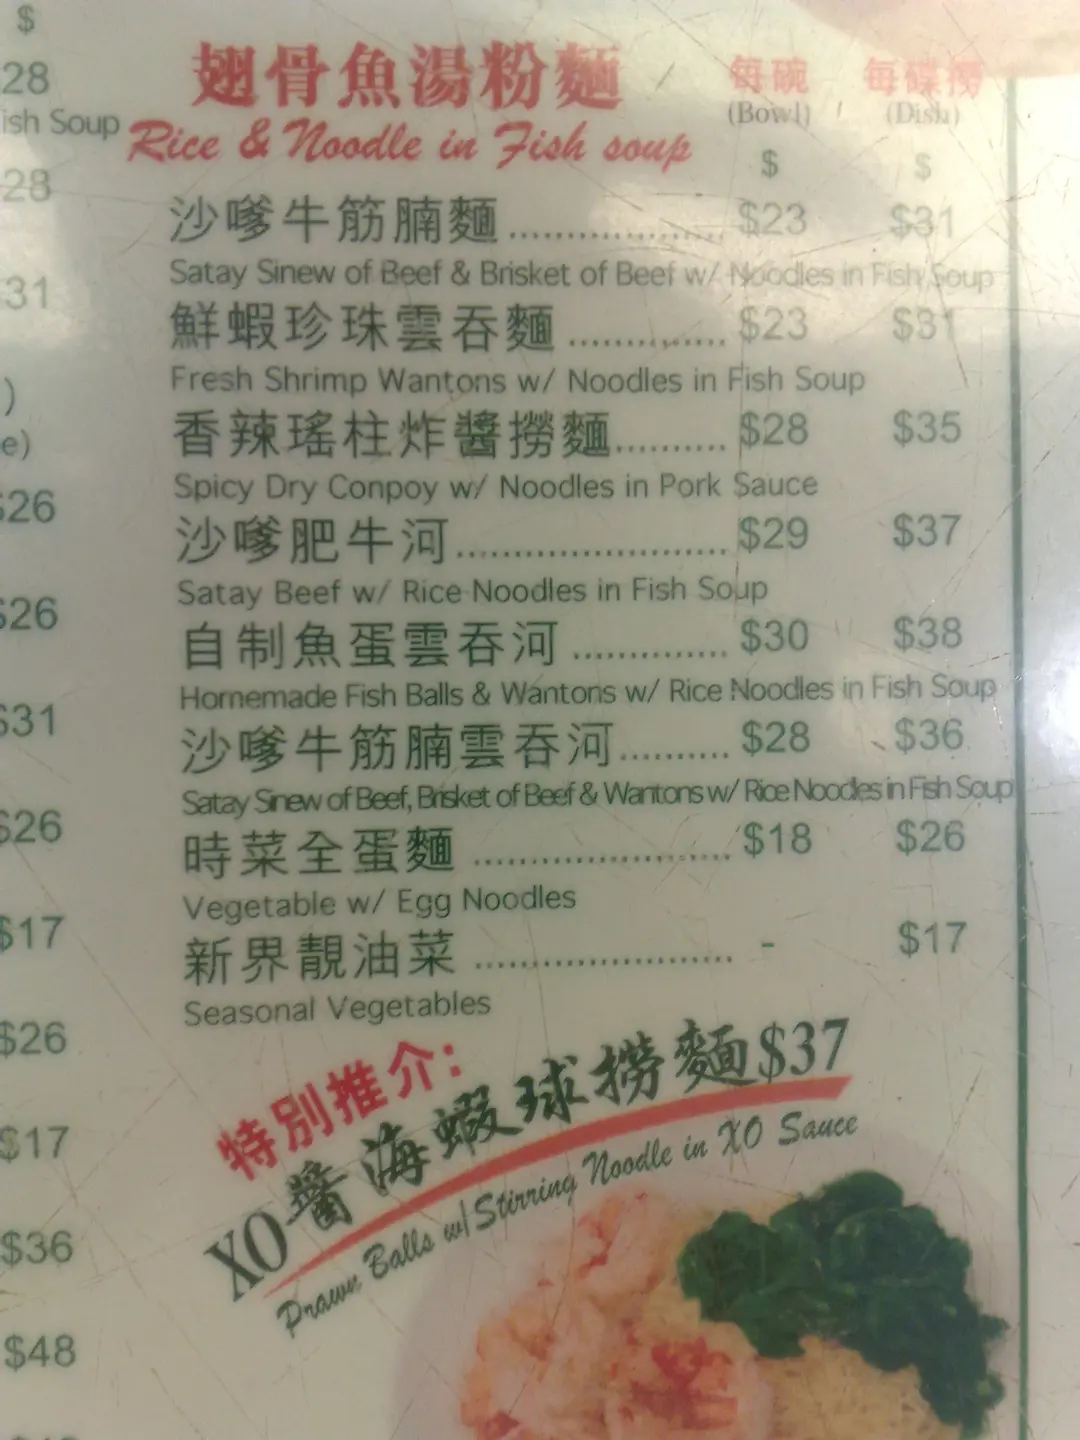 $
28
ish Soup
28
31
)
e)
$26
$26
$31
$26
$17
$26
$17
$36
$48
翅骨魚湯粉麵 每碗 每碟撈
Rice & Noodle in Fish soup (Bowl) (Dish)
$ $
沙嗲牛筋腩麵 $23 $31
Satay Sinew of Beef & Brisket of Beef w/ Noodles in Fish Soup
鮮蝦珍珠雲吞麵 $23 $31
Fresh Shrimp Wantons w/ Noodles in Fish Soup
香辣瑤柱炸醬撈麵 $28 $35
Spicy Dry Conpoy w/ Noodles in Pork Sauce
沙嗲肥牛河 $29 $37
Satay Beef w/ Rice Noodles in Fish Soup
自制魚蛋雲吞河 $30 $38
Homemade Fish Balls & Wantons w/ Rice Noodles in Fish Soup
沙嗲牛筋腩雲吞河 $28 $36
Satay Sinew of Beef, Brisket of Beef & Wantons w/ Rice Noodles in Fish Soup
時菜全蛋麵 $18 $26
Vegetable w/ Egg Noodles
新界靚油菜 - $17
Seasonal Vegetables
特別推介:
XO醬海蝦球撈麵$37
Prawn Balls w/ Stirring Noodle in XO Sauce